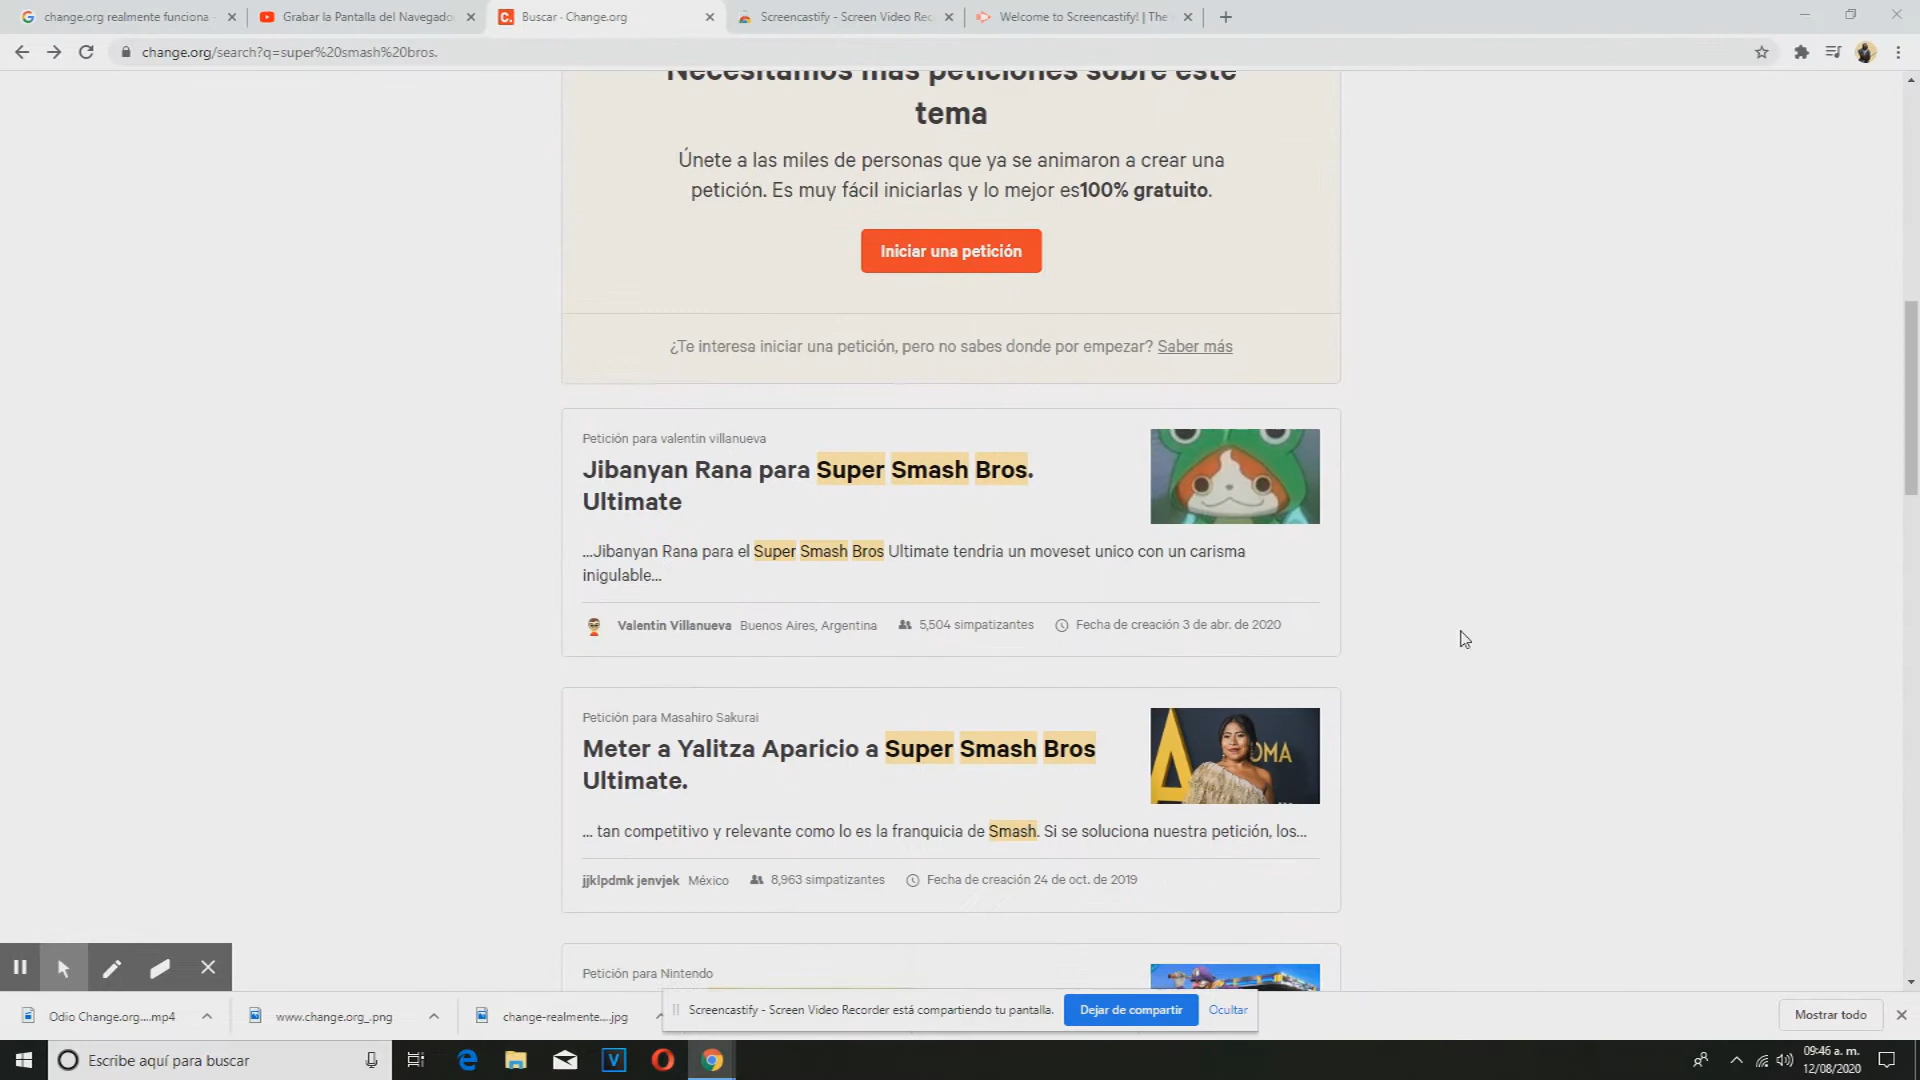 change.org realmente funciona
Grabar la Pantalla del Navegado
Buscar · Change.org
Screencastify - Screen Video Rec
Welcome to Screencastify! | The
change.org/search?q=super%20smash%20bros.
Necesitamos más peticiones sobre este
tema
Únete a las miles de personas que ya se animaron a crear una
petición. Es muy fácil iniciarlas y lo mejor es100% gratuito.
Iniciar una petición
¿Te interesa iniciar una petición, pero no sabes donde por empezar? Saber más
Petición para valentin villanueva
Jibanyan Rana para Super Smash Bros.
Ultimate
...Jibanyan Rana para el Super Smash Bros Ultimate tendria un moveset unico con un carisma
inigulable...
Valentin Villanueva Buenos Aires, Argentina 5,504 simpatizantes Fecha de creación 3 de abr. de 2020
Petición para Masahiro Sakurai
Meter a Yalitza Aparicio a Super Smash Bros
Ultimate.
OMA
... tan competitivo y relevante como lo es la franquicia de Smash. Si se soluciona nuestra petición, los...
jjklpdmk jenvjek México 8,963 simpatizantes Fecha de creación 24 de oct. de 2019
Petición para Nintendo
Screencastify - Screen Video Recorder está compartiendo tu pantalla. Dejar de compartir Ocultar
Odio Change.org....mp4
www.change.org_.png
change-realmente....jpg
Mostrar todo
Escribe aquí para buscar
09:46 a. m.
12/08/2020